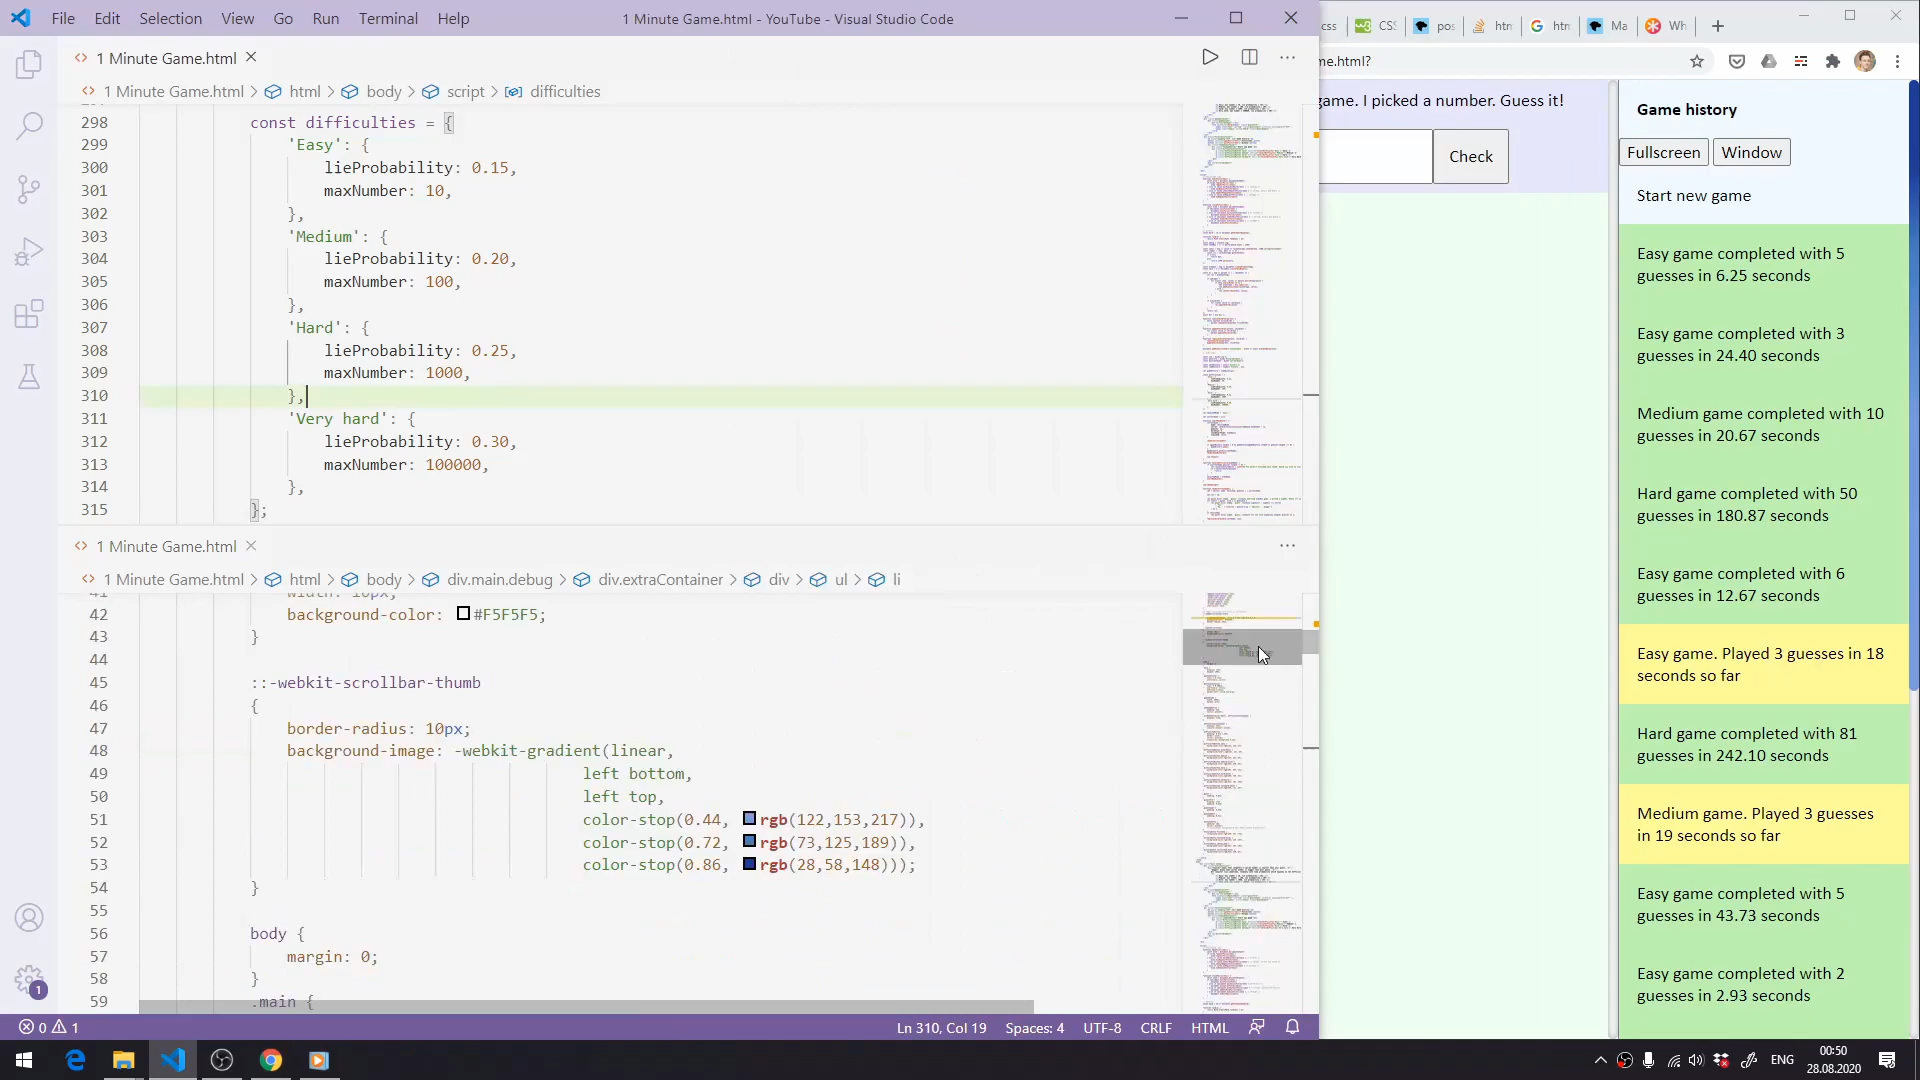 File Edit Selection View Go Run Terminal Help
1 Minute Game.html - YouTube - Visual Studio Code
1 Minute Game.html
1 Minute Game.html > html > body > script > difficulties
298 const difficulties = {
299 'Easy': {
300 lieProbability: 0.15,
301 maxNumber: 10,
302 },
303 'Medium': {
304 lieProbability: 0.20,
305 maxNumber: 100,
306 },
307 'Hard': {
308 lieProbability: 0.25,
309 maxNumber: 1000,
310 },
311 'Very hard': {
312 lieProbability: 0.30,
313 maxNumber: 100000,
314 },
315 };
1 Minute Game.html
1 Minute Game.html > html > body > div.main.debug > div.extraContainer > div > ul > li
42 background-color: #F5F5F5;
43 }
44
45 ::-webkit-scrollbar-thumb
46 {
47 border-radius: 10px;
48 background-image: -webkit-gradient(linear,
49 left bottom,
50 left top,
51 color-stop(0.44, rgb(122,153,217)),
52 color-stop(0.72, rgb(73,125,189)),
53 color-stop(0.86, rgb(28,58,148)));
54 }
55
56 body {
57 margin: 0;
58 }
59 .main {
1
0 1
Ln 310, Col 19 Spaces: 4 UTF-8 CRLF HTML
css CSS pos htm htm Ma Wh
me.html?
game. I picked a number. Guess it!
Check
Game history
Fullscreen Window
Start new game
Easy game completed with 5
guesses in 6.25 seconds
Easy game completed with 3
guesses in 24.40 seconds
Medium game completed with 10
guesses in 20.67 seconds
Hard game completed with 50
guesses in 180.87 seconds
Easy game completed with 6
guesses in 12.67 seconds
Easy game. Played 3 guesses in 18
seconds so far
Hard game completed with 81
guesses in 242.10 seconds
Medium game. Played 3 guesses
in 19 seconds so far
Easy game completed with 5
guesses in 43.73 seconds
Easy game completed with 2
guesses in 2.93 seconds
ENG
00:50
28.08.2020